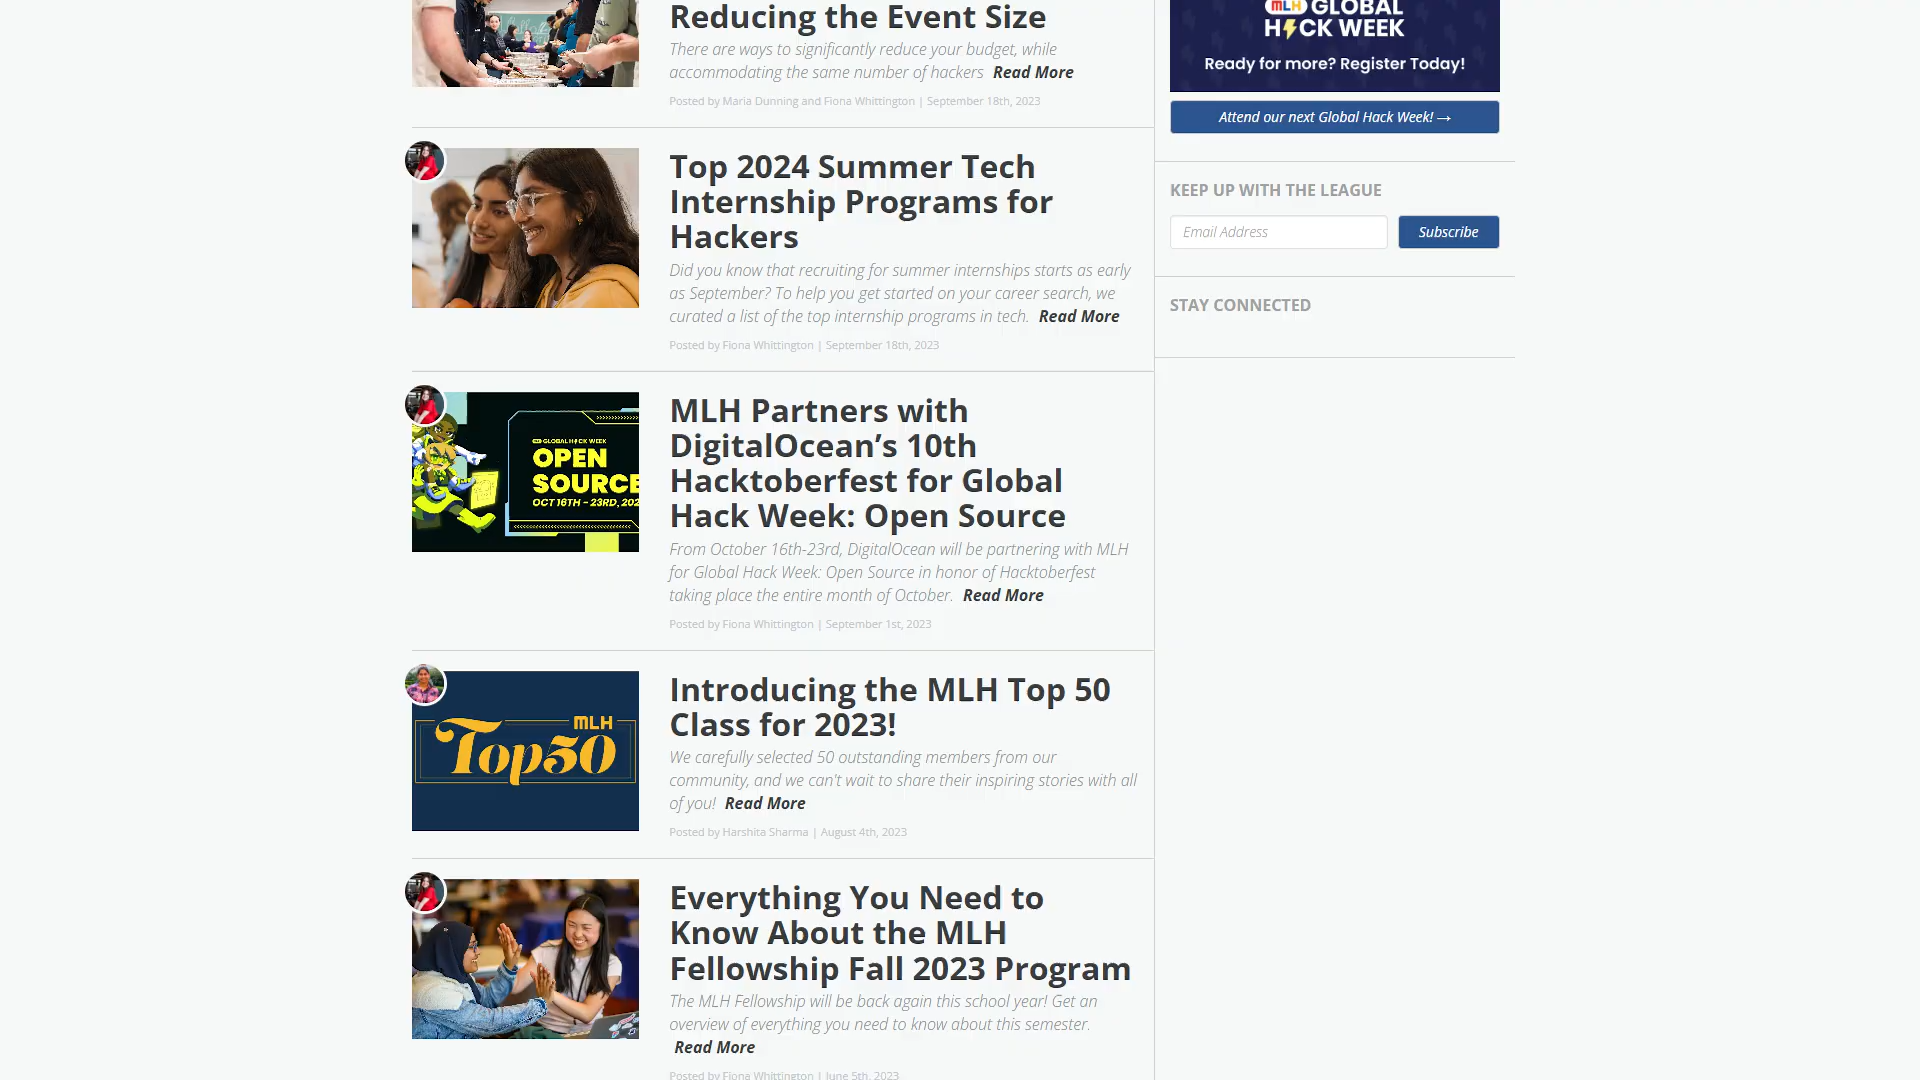 Reducing the Event Size
There are ways to significantly reduce your budget, while
accommodating the same number of hackers Read More
Posted by Maria Dunning and Fiona Whittington | September 18th, 2023
Top 2024 Summer Tech
Internship Programs for
Hackers
Did you know that recruiting for summer internships starts as early
as September? To help you get started on your career search, we
curated a list of the top internship programs in tech. Read More
Posted by Fiona Whittington | September 18th, 2023
GLOBAL HACK WEEK
OPEN
SOURCE
OCT 16TH - 23RD, 202
MLH Partners with
DigitalOcean’s 10th
Hacktoberfest for Global
Hack Week: Open Source
From October 16th-23rd, DigitalOcean will be partnering with MLH
for Global Hack Week: Open Source in honor of Hacktoberfest
taking place the entire month of October. Read More
Posted by Fiona Whittington | September 1st, 2023
MLH
Top50
Introducing the MLH Top 50
Class for 2023!
We carefully selected 50 outstanding members from our
community, and we can't wait to share their inspiring stories with all
of you! Read More
Posted by Harshita Sharma | August 4th, 2023
Everything You Need to
Know About the MLH
Fellowship Fall 2023 Program
The MLH Fellowship will be back again this school year! Get an
overview of everything you need to know about this semester.
Read More
Posted by Fiona Whittington | June 5th, 2023
MLH GLOBAL
HACK WEEK
Ready for more? Register Today!
Attend our next Global Hack Week! →
KEEP UP WITH THE LEAGUE
Email Address
Subscribe
STAY CONNECTED